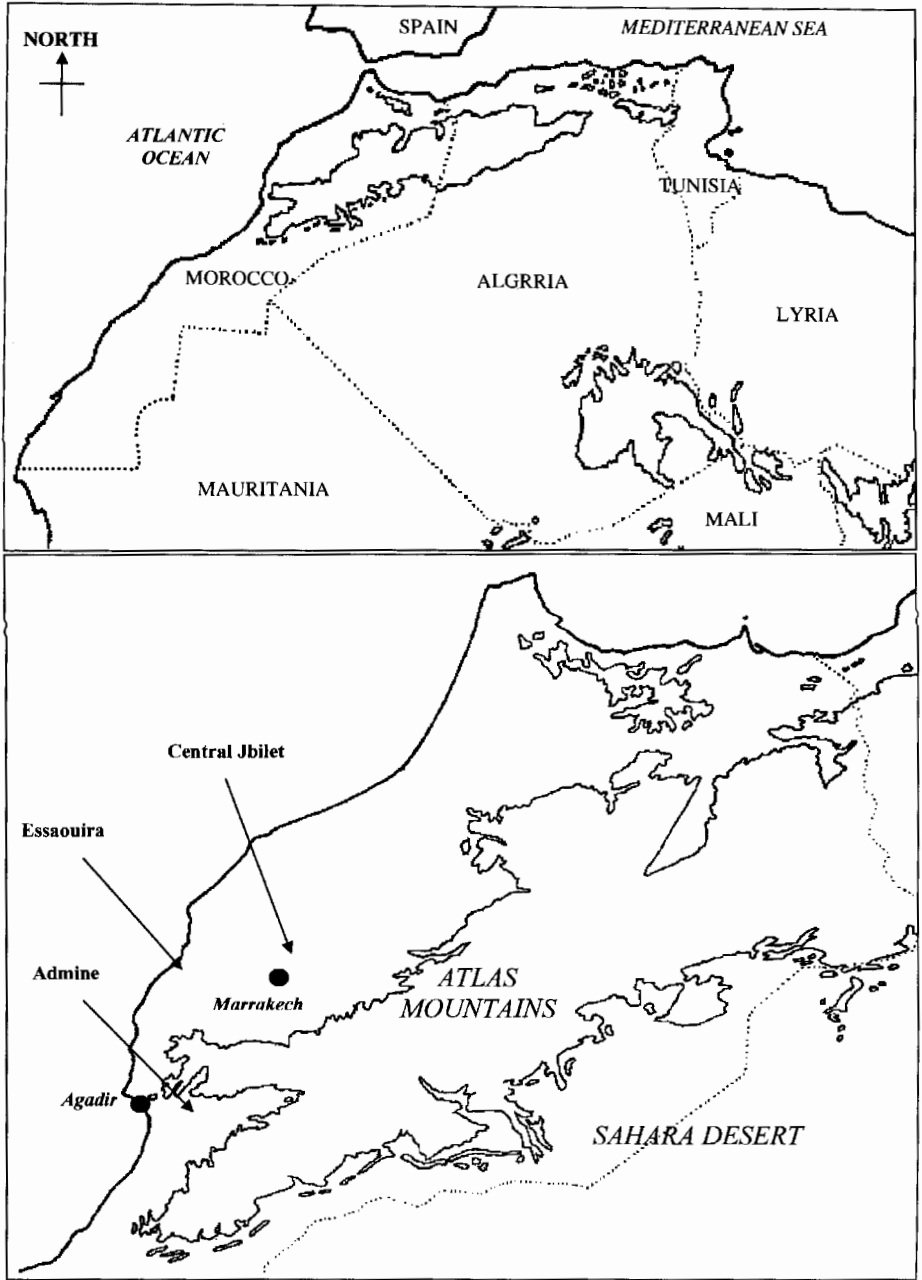 SPAIN
MEDITERRANEAN SEA
NORTH
ATLANTIC
OCEAN
TUNISIA
MOROCCO
ALGRRIA
LYRIA
MAURITANIA
MALI
Central Jbilet
Essaouira
Admine
Marrakech
ATLAS
MOUNTAINS
Agadir
SAHARA DESERT